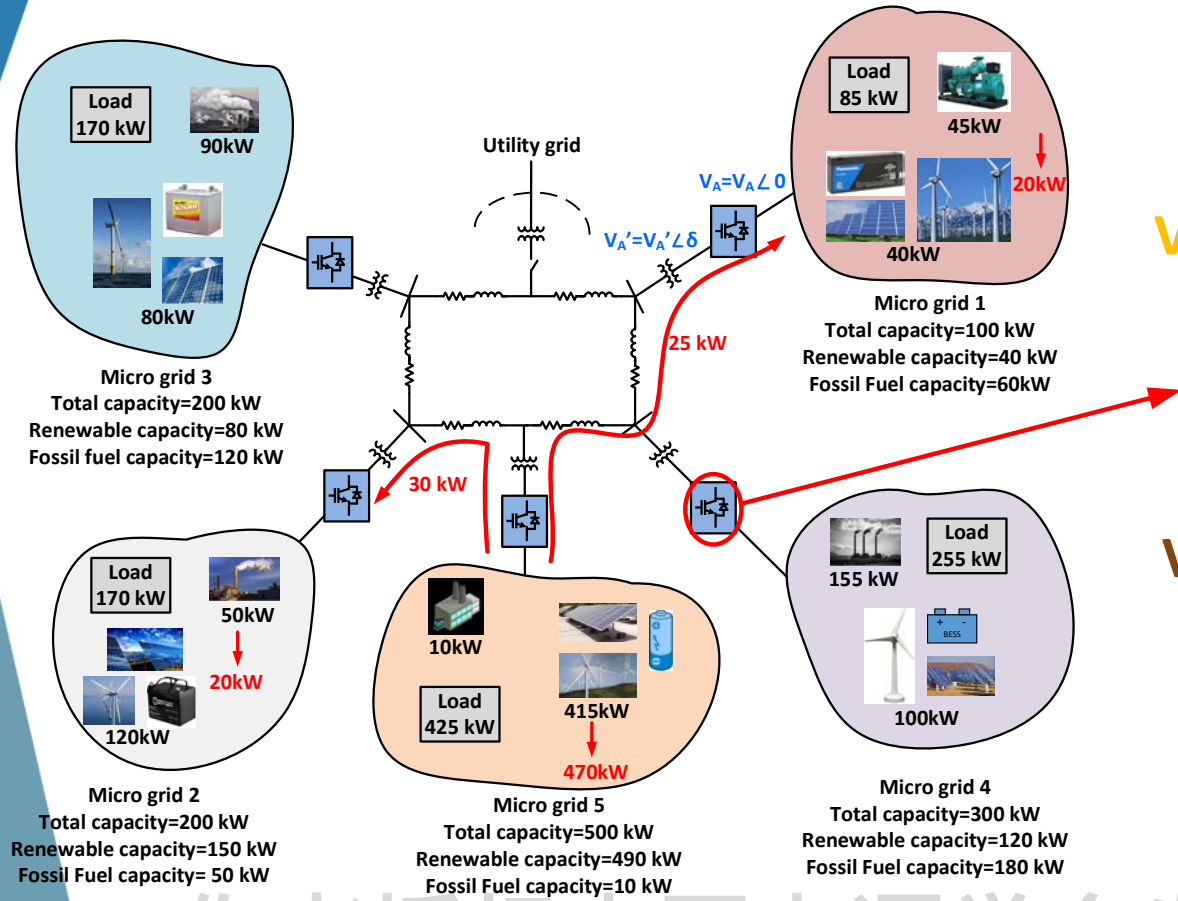 Load
170 kW
90kW
80kW
Micro grid 3
Total capacity=200 kW
Renewable capacity=80 kW
Fossil fuel capacity=120 kW
Utility grid
V_A=V_A∠0
V_A'=V_A'∠δ
Load
85 kW
45kW
20kW
Panasonic
40kW
Micro grid 1
Total capacity=100 kW
Renewable capacity=40 kW
Fossil Fuel capacity=60kW
25 kW
30 kW
V
V
Load
170 kW
50kW
20kW
120kW
Micro grid 2
Total capacity=200 kW
Renewable capacity=150 kW
Fossil Fuel capacity= 50 kW
10kW
Load
425 kW
415kW
470kW
Micro grid 5
Total capacity=500 kW
Renewable capacity=490 kW
Fossil Fuel capacity=10 kW
155 kW
Load
255 kW
+ -
BESS
100kW
Micro grid 4
Total capacity=300 kW
Renewable capacity=120 kW
Fossil Fuel capacity=180 kW